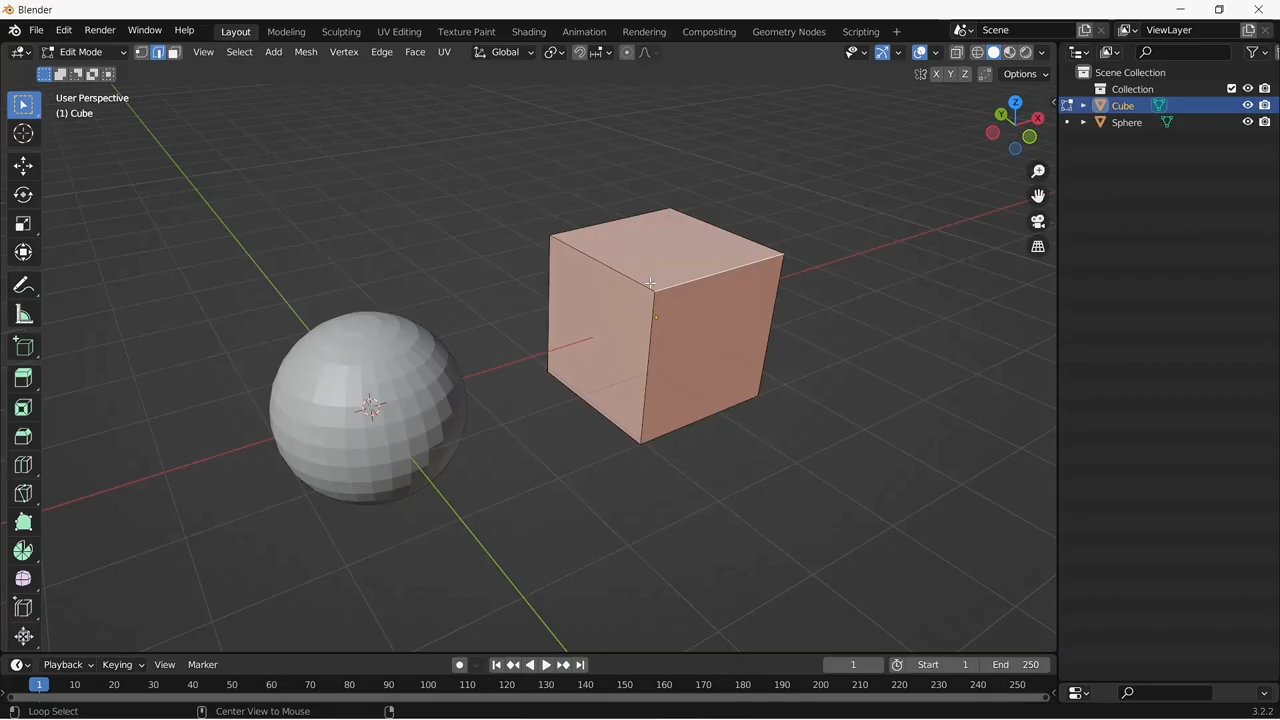 Blender
File Edit Render Window Help Layout Modeling Sculpting UV Editing Texture Paint Shading Animation Rendering Compositing Geometry Nodes Scripting + Scene ViewLayer
Edit Mode View Select Add Mesh Vertex Edge Face UV Global
X Y Z Options
Scene Collection
Collection
Cube
Sphere
User Perspective
(1) Cube
Z
Y
X
Playback Keying View Marker 1 Start 1 End 250
1 10 20 30 40 50 60 70 80 90 100 110 120 130 140 150 160 170 180 190 200 210 220 230 240 250
Loop Select Center View to Mouse 3.2.2